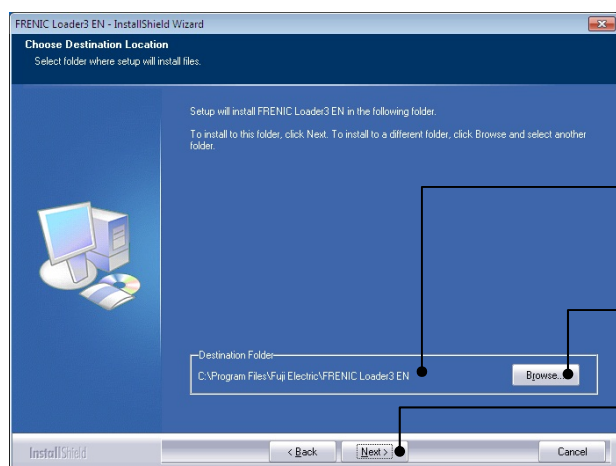 FRENIC Loader3 EN - InstallShield Wizard
Choose Destination Location
Select folder where setup will install files.
Setup will install FRENIC Loader3 EN in the following folder.
To install to this folder, click Next. To install to a different folder, click Browse and select another
folder.
Destination Folder
C:\Program Files\Fuji Electric\FRENIC Loader3 EN
Browse...
InstallShield
< Back
Next >
Cancel